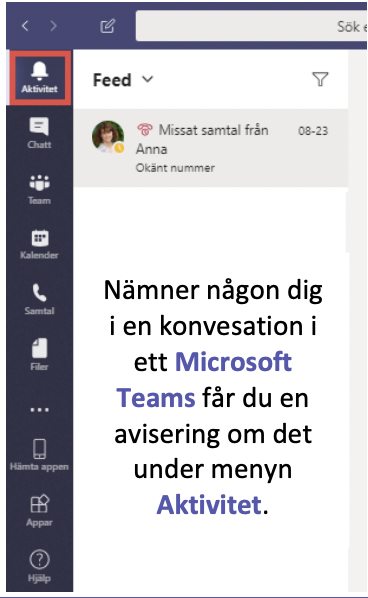 Sök e
Aktivitet
Feed
Missat samtal från 08-23
Anna
Okänt nummer
Chatt
Team
Kalender
Samtal
Filer
Hämta appen
Appar
Hjälp
Nämner någon dig
i en konvesation i
ett Microsoft
Teams får du en
avisering om det
under menyn
Aktivitet.